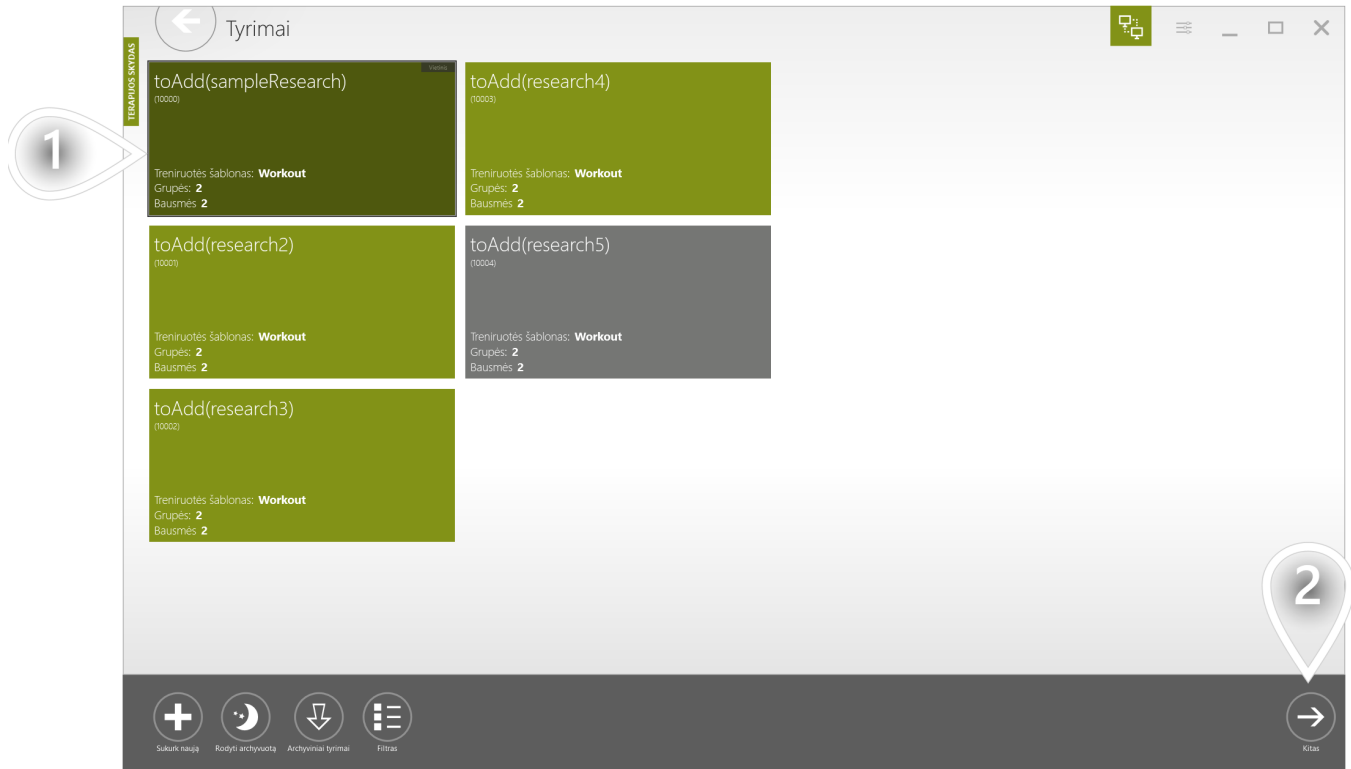 Tyrimai
TERAPIJOS SKYDAS
1
toAdd(sampleResearch)
(10000)
Treniruotės šablonas: Workout
Grupės: 2
Bausmės 2
toAdd(research4)
(10003)
Treniruotės šablonas: Workout
Grupės: 2
Bausmės 2
toAdd(research2)
(10001)
Treniruotės šablonas: Workout
Grupės: 2
Bausmės 2
toAdd(research5)
(10004)
Treniruotės šablonas: Workout
Grupės: 2
Bausmės 2
toAdd(research3)
(10002)
Treniruotės šablonas: Workout
Grupės: 2
Bausmės 2
2
Sukurk naują
Rodyti archyvuotą
Archyviniai tyrimai
Filtras
Kitas